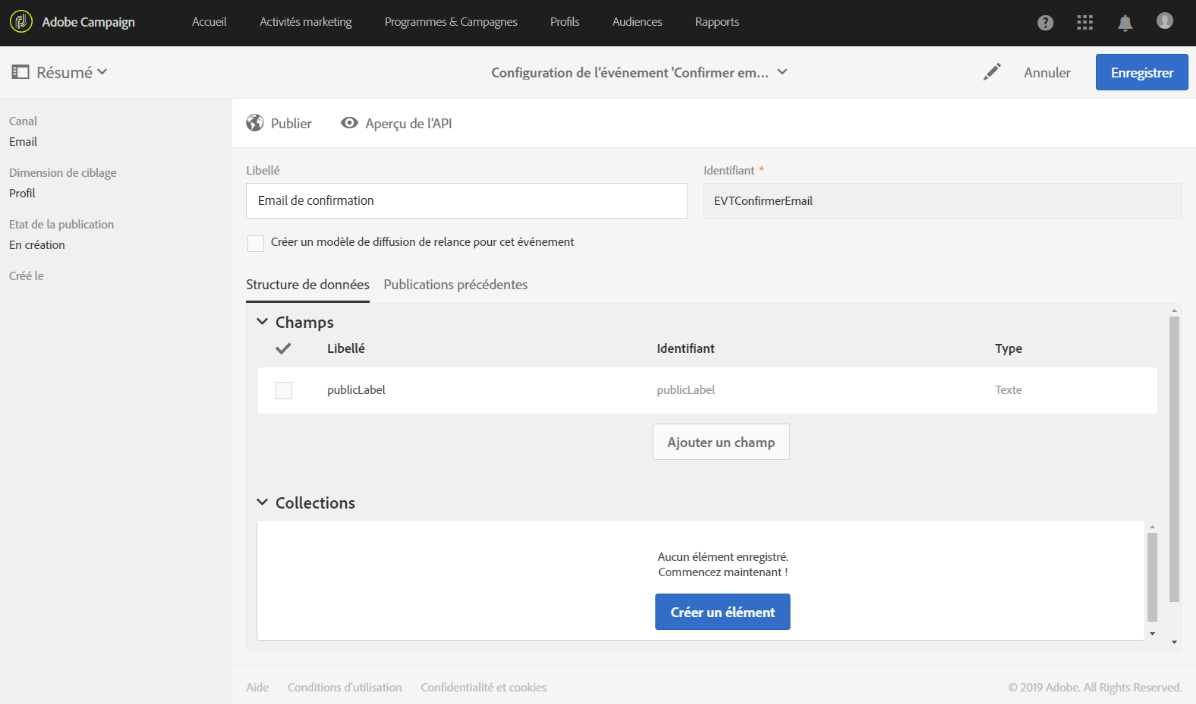 Adobe Campaign Accueil Activités marketing Programmes & Campagnes Profils Audiences Rapports
Résumé Configuration de l'événement 'Confirmer em... Annuler Enregistrer
Canal
Email
Dimension de ciblage
Profil
Etat de la publication
En création
Créé le
Publier Aperçu de l'API
Libellé Identifiant *
Email de confirmation EVTConfirmerEmail
Créer un modèle de diffusion de relance pour cet événement
Structure de données Publications précédentes
Champs
Libellé Identifiant Type
publicLabel publicLabel Texte
Ajouter un champ
Collections
Aucun élément enregistré.
Commencez maintenant !
Créer un élément
Aide Conditions d'utilisation Confidentialité et cookies © 2019 Adobe. All Rights Reserved.